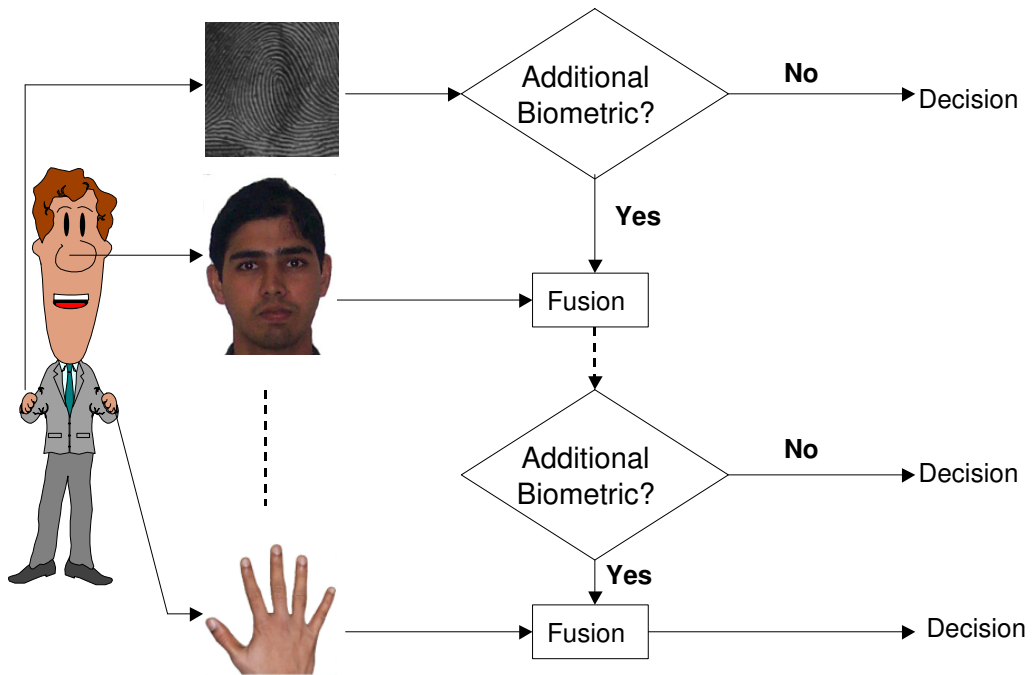 Additional
Biometric?
No
Decision
Yes
Fusion
Additional
Biometric?
No
Decision
Yes
Fusion
Decision